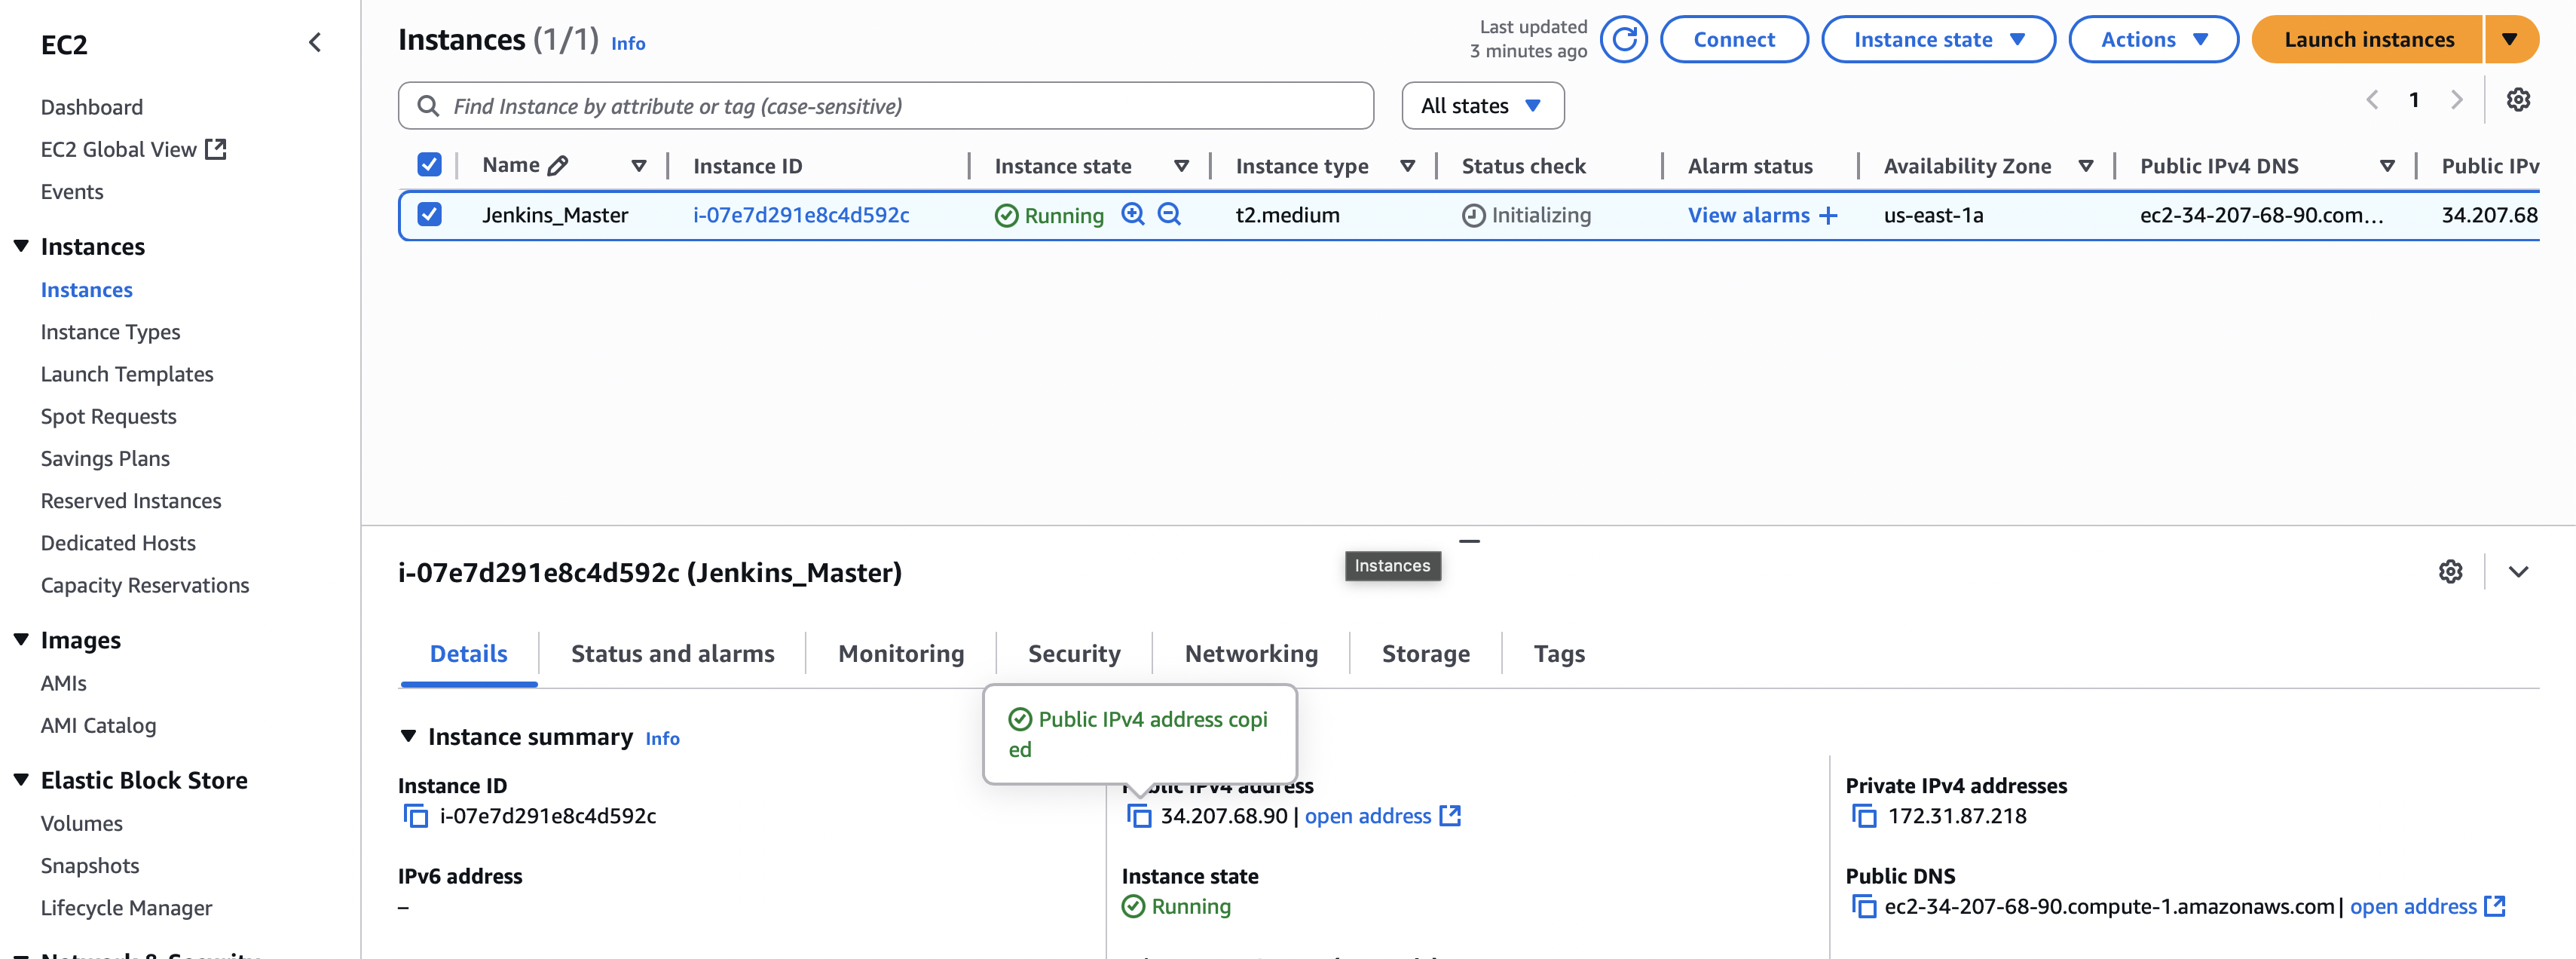 EC2
Dashboard
EC2 Global View
Events
Instances
Instances
Instance Types
Launch Templates
Spot Requests
Savings Plans
Reserved Instances
Dedicated Hosts
Capacity Reservations
Images
AMIs
AMI Catalog
Elastic Block Store
Volumes
Snapshots
Lifecycle Manager
Network & Security
Instances (1/1) Info
Last updated
3 minutes ago
Connect
Instance state
Actions
Launch instances
Find Instance by attribute or tag (case-sensitive)
All states
1
Name Instance ID Instance state Instance type Status check Alarm status Availability Zone Public IPv4 DNS Public IPv
Jenkins_Master i-07e7d291e8c4d592c Running t2.medium Initializing View alarms + us-east-1a ec2-34-207-68-90.com... 34.207.68
i-07e7d291e8c4d592c (Jenkins_Master)
Instances
Details Status and alarms Monitoring Security Networking Storage Tags
Public IPv4 address copi
ed
Instance summary Info
Instance ID
i-07e7d291e8c4d592c
Public IPv4 address
34.207.68.90 | open address
Private IPv4 addresses
172.31.87.218
IPv6 address
–
Instance state
Running
Public DNS
ec2-34-207-68-90.compute-1.amazonaws.com | open address